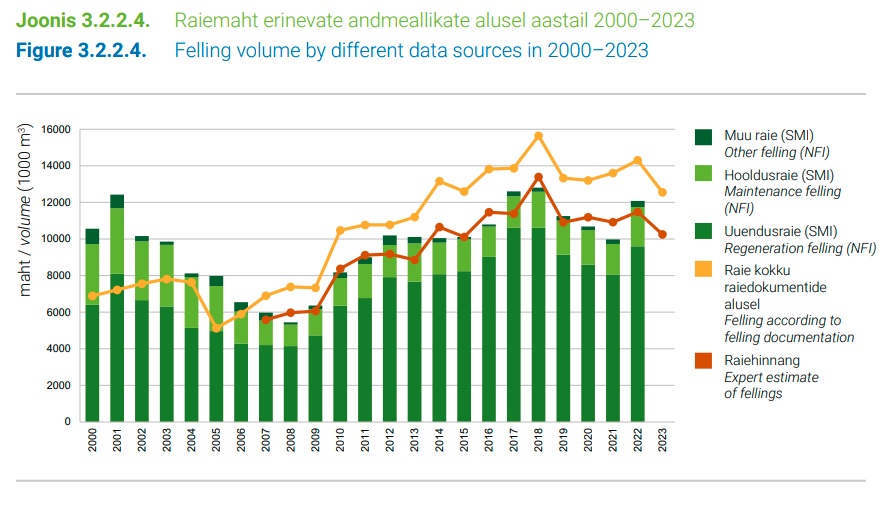 Joonis 3.2.2.4. Raiemaht erinevate andmeallikate alusel aastail 2000–2023
Figure 3.2.2.4. Felling volume by different data sources in 2000–2023
maht / volume (1000 m³)
16000
14000
12000
10000
8000
6000
4000
2000
0
2000 2001 2002 2003 2004 2005 2006 2007 2008 2009 2010 2011 2012 2013 2014 2015 2016 2017 2018 2019 2020 2021 2022 2023
Muu raie (SMI)
Other felling (NFI)
Hooldusraie (SMI)
Maintenance felling
(NFI)
Uuendusraie (SMI)
Regeneration felling (NFI)
Raie kokku
raiedokumentide
alusel
Felling according to
felling documentation
Raiehinnang
Expert estimate
of fellings